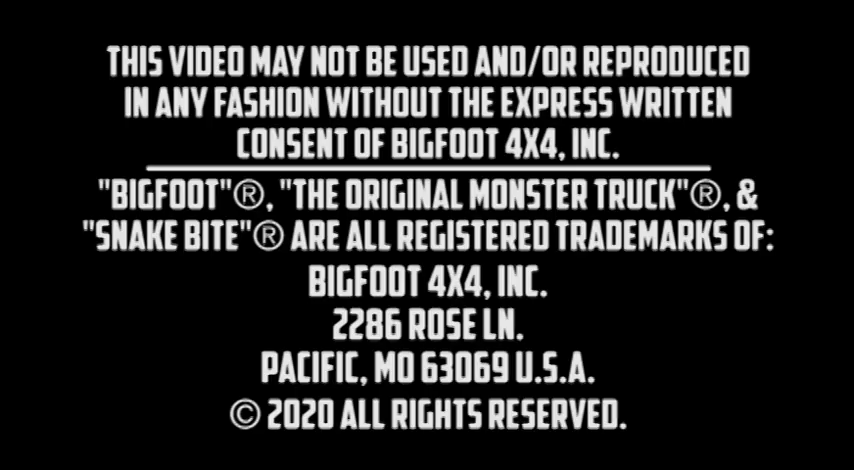 THIS VIDEO MAY NOT BE USED AND/OR REPRODUCED
IN ANY FASHION WITHOUT THE EXPRESS WRITTEN
CONSENT OF BIGFOOT 4X4, INC.
"BIGFOOT"®, "THE ORIGINAL MONSTER TRUCK"®, &
"SNAKE BITE"® ARE ALL REGISTERED TRADEMARKS OF:
BIGFOOT 4X4, INC.
2286 ROSE LN.
PACIFIC, MO 63069 U.S.A.
© 2020 ALL RIGHTS RESERVED.